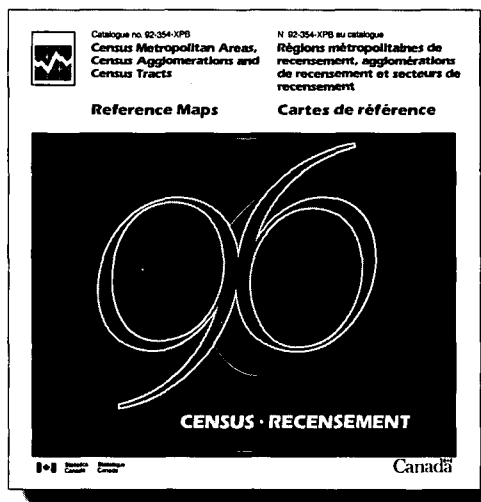 Catalogue no. 92-354-XPB
Census Metropolitan Areas,
Census Agglomerations and
Census Tracts
Reference Maps
N 92-354-XPB au catalogue
Régions métropolitaines de
recensement, agglomérations
de recensement et secteurs de
recensement
Cartes de référence
96
CENSUS · RECENSEMENT
Statistics Canada
Statistique Canada
Canada